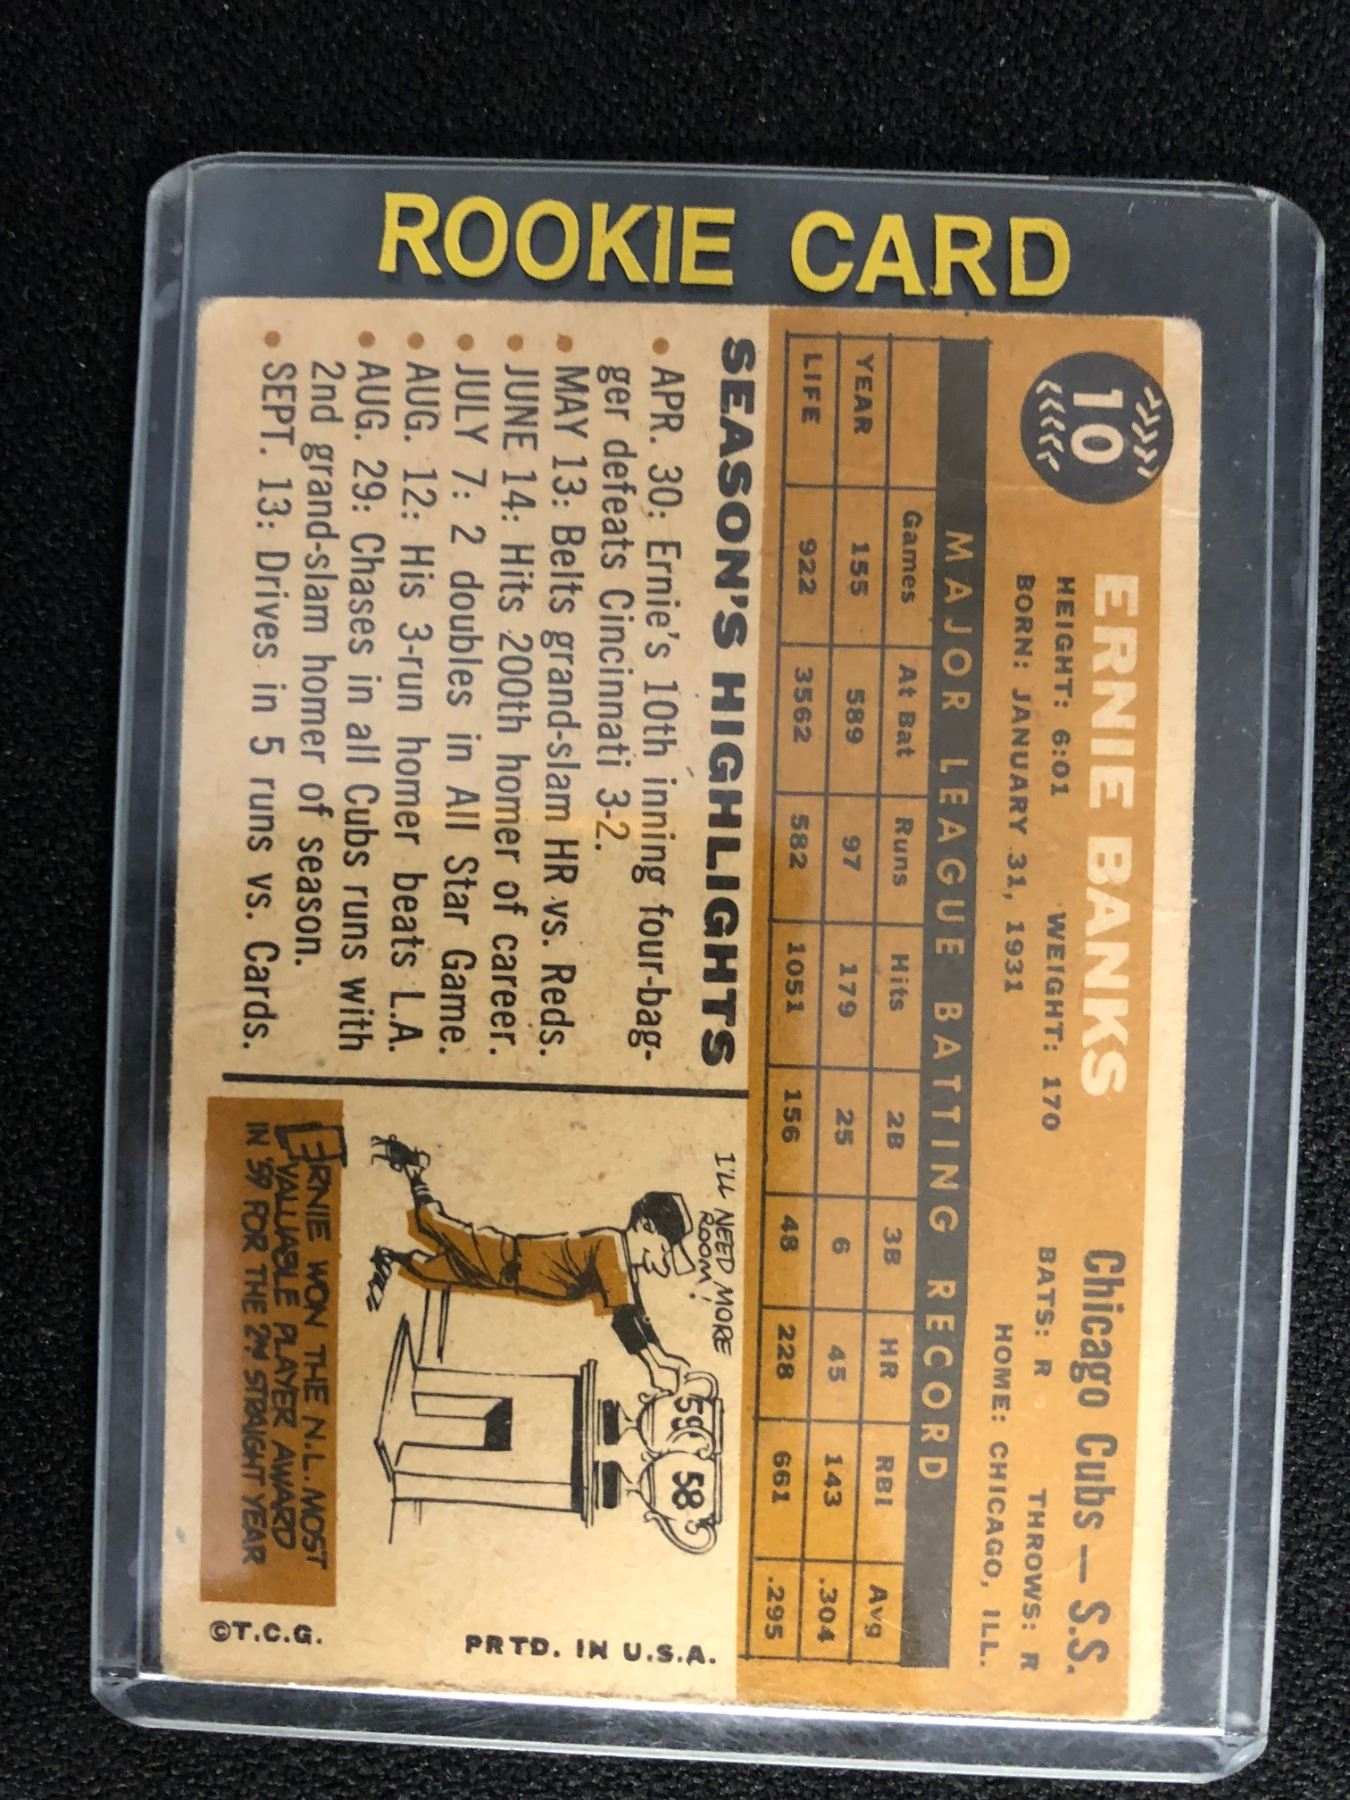 ROOKIE CARD
10
ERNIE BANKS
Chicago Cubs — S.S.
HEIGHT: 6:01 WEIGHT: 170 BATS: R THROWS: R
BORN: JANUARY 31, 1931 HOME: CHICAGO, ILL.
MAJOR LEAGUE BATTING RECORD
Games At Bat Runs Hits 2B 3B HR RBI Avg
YEAR 155 589 97 179 25 6 45 143 .304
LIFE 922 3562 582 1051 156 48 228 661 .295
SEASON'S HIGHLIGHTS
• APR. 30: Ernie's 10th inning four-bag-
ger defeats Cincinnati 3-2.
• MAY 13: Belts grand-slam HR vs. Reds.
• JUNE 14: Hits 200th homer of career.
• JULY 7: 2 doubles in All Star Game.
• AUG. 12: His 3-run homer beats L.A.
• AUG. 29: Chases in all Cubs runs with
2nd grand-slam homer of season.
• SEPT. 13: Drives in 5 runs vs. Cards.
I'LL NEED MORE
ROOM!
59
58
ERNIE WON THE N.L. MOST
VALUABLE PLAYER AWARD
IN '59 FOR THE 2ND STRAIGHT YEAR
©T.C.G.
PRTD. IN U.S.A.